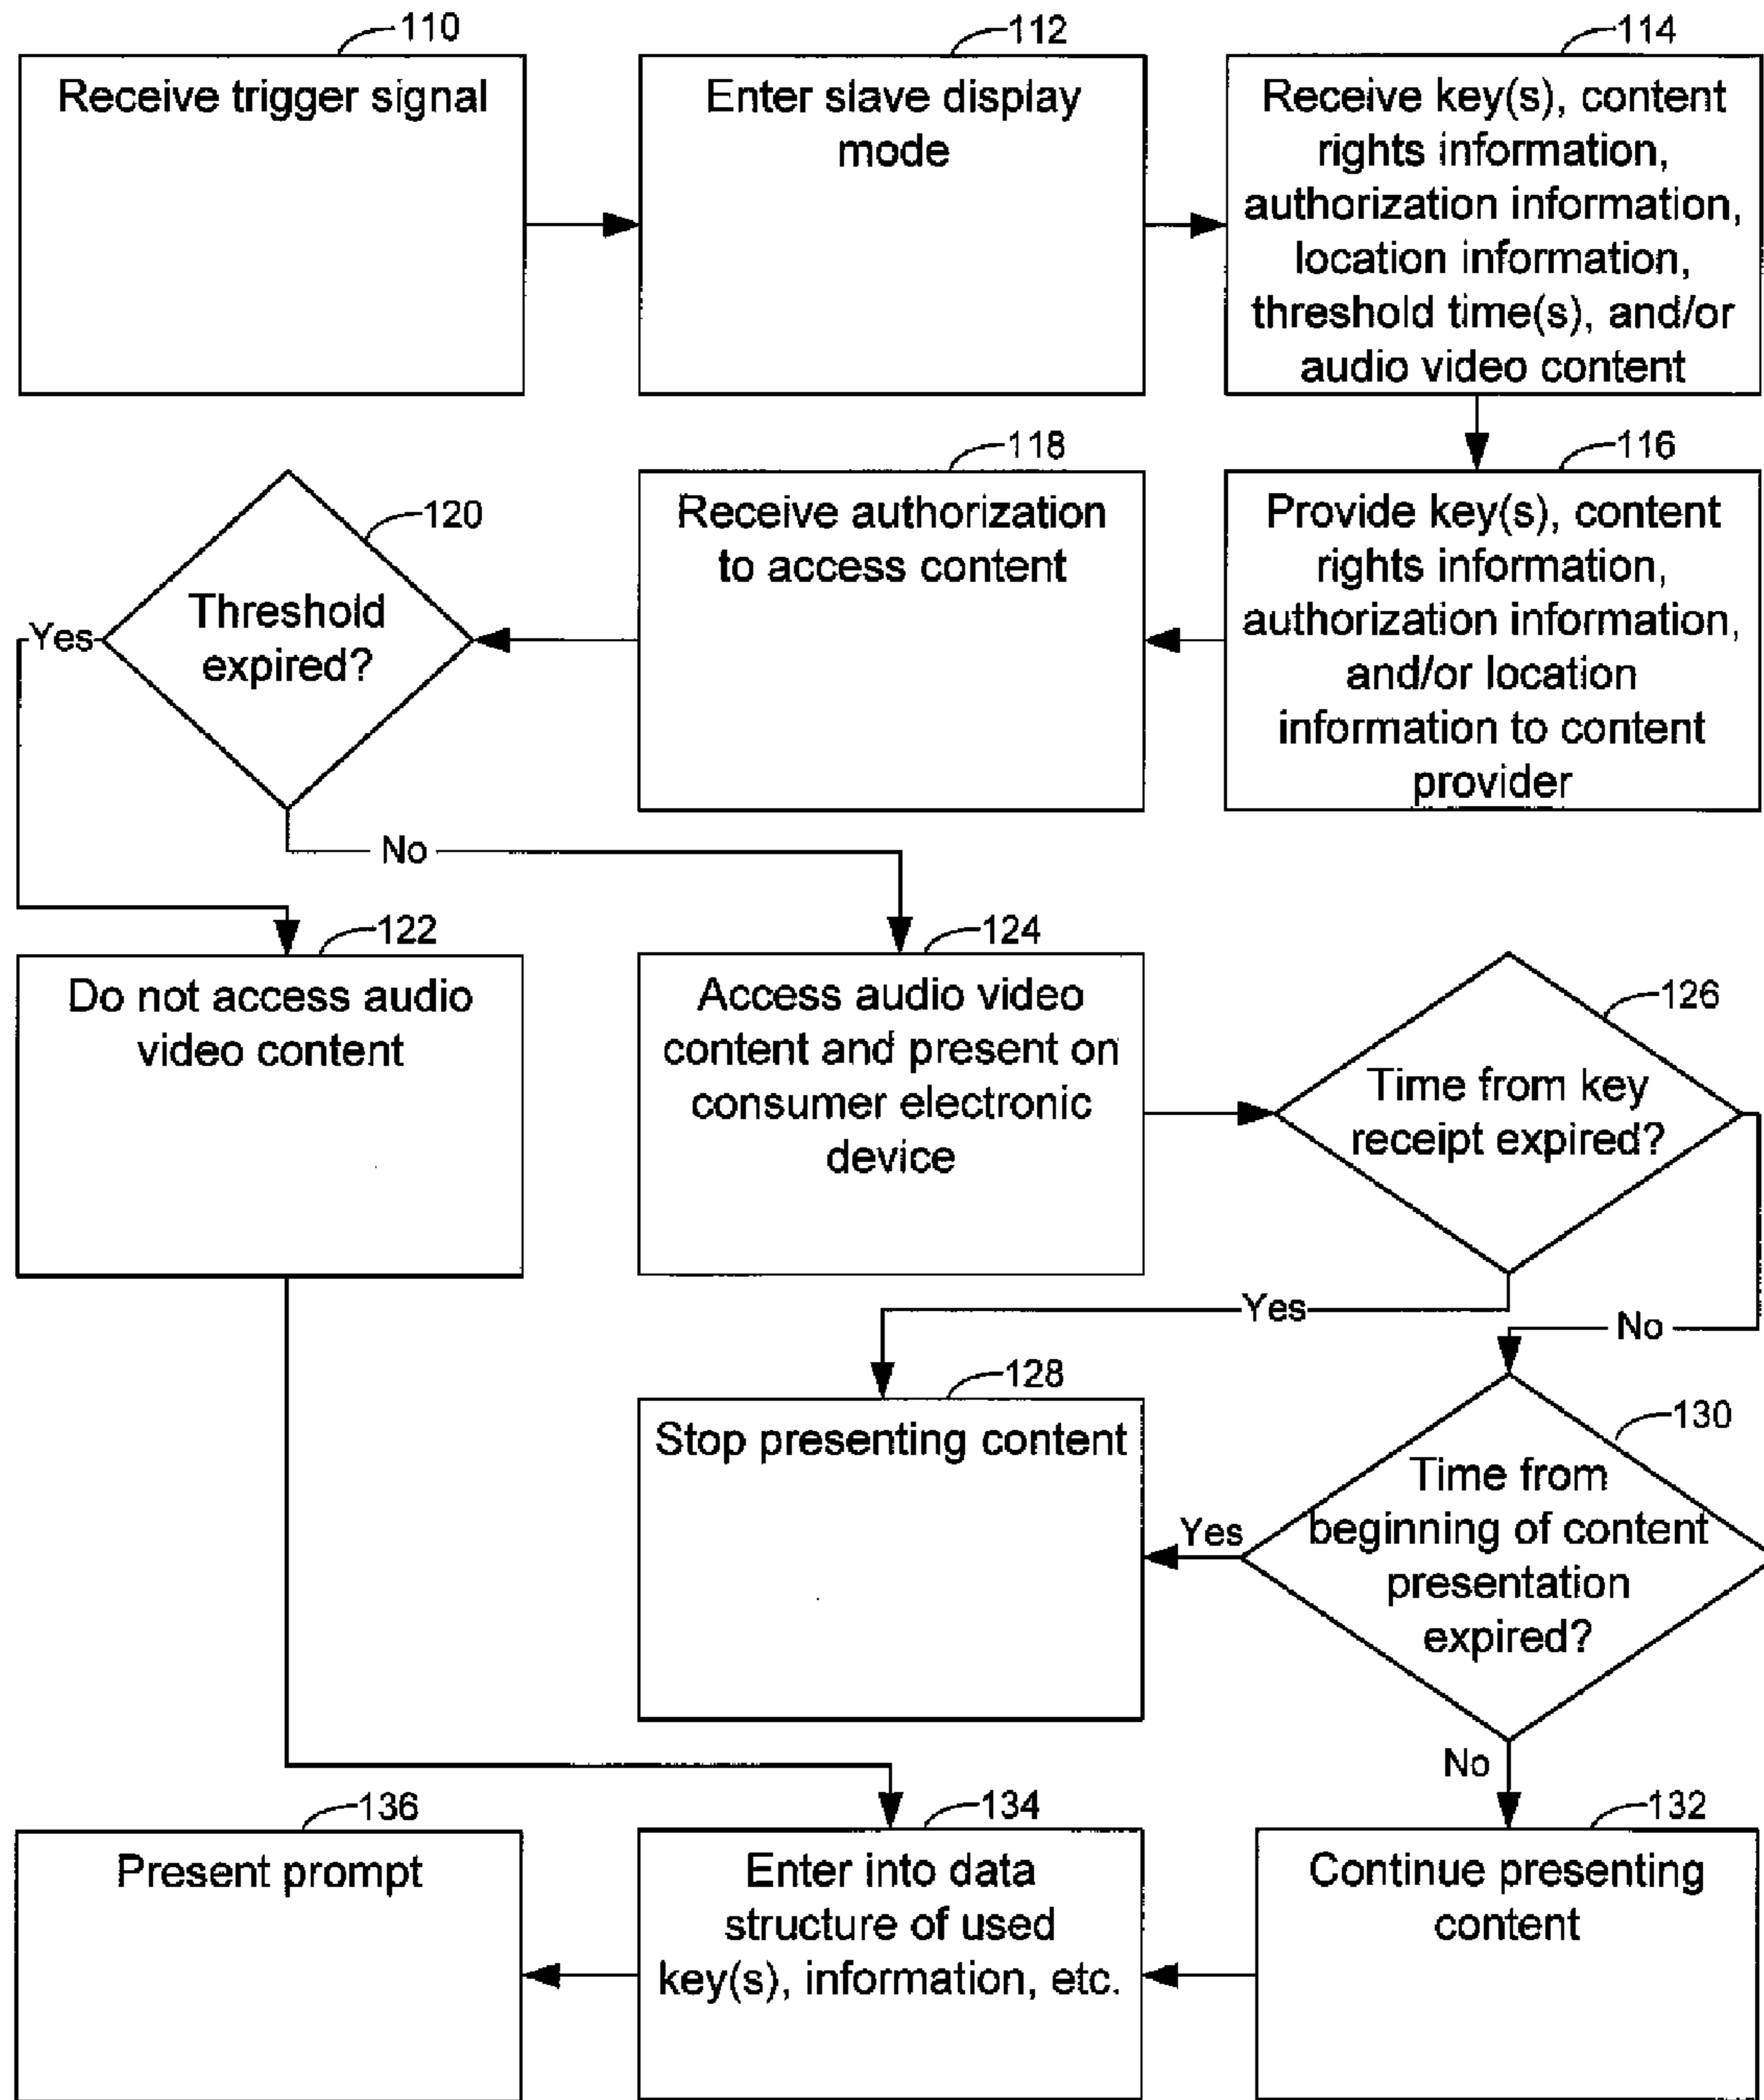 110
Receive trigger signal
112
Enter slave display
mode
114
Receive key(s), content
rights information,
authorization information,
location information,
threshold time(s), and/or
audio video content
116
Provide key(s), content
rights information,
authorization information,
and/or location
information to content
provider
118
Receive authorization
to access content
120
Threshold
expired?
Yes
No
122
Do not access audio
video content
124
Access audio video
content and present on
consumer electronic
device
126
Time from key
receipt expired?
Yes
No
128
Stop presenting content
130
Time from
beginning of content
presentation
expired?
Yes
No
132
Continue presenting
content
134
Enter into data
structure of used
key(s), information, etc.
136
Present prompt